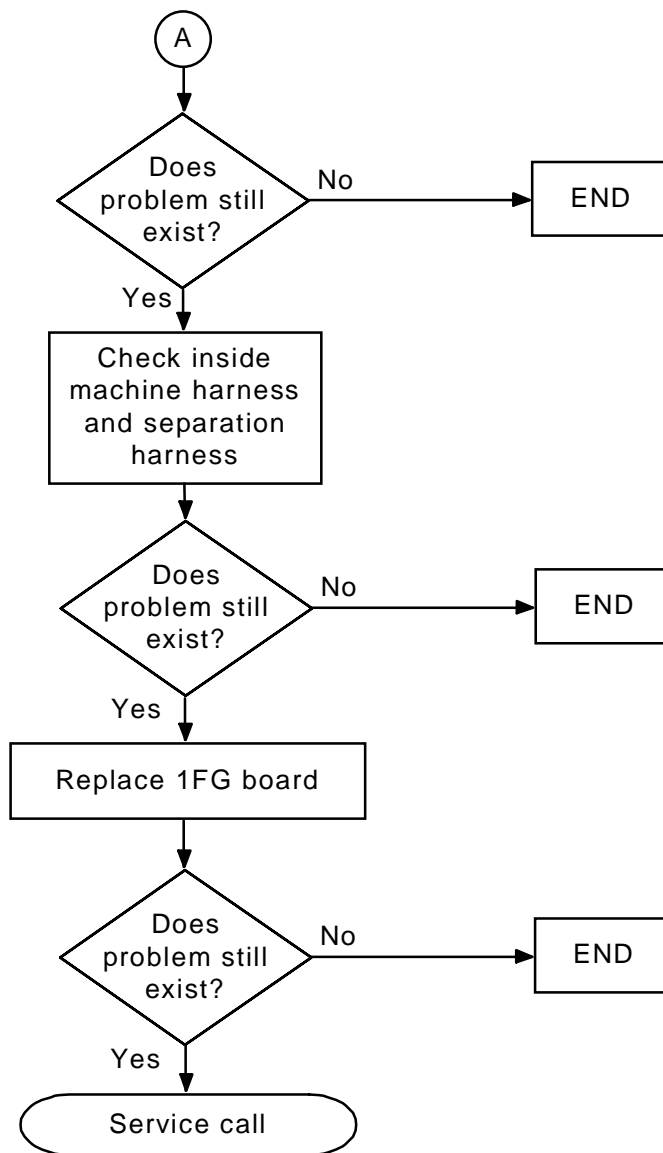 A
Does
problem still
exist?
No
END
Yes
Check inside
machine harness
and separation
harness
Does
problem still
exist?
No
END
Yes
Replace 1FG board
Does
problem still
exist?
No
END
Yes
Service call